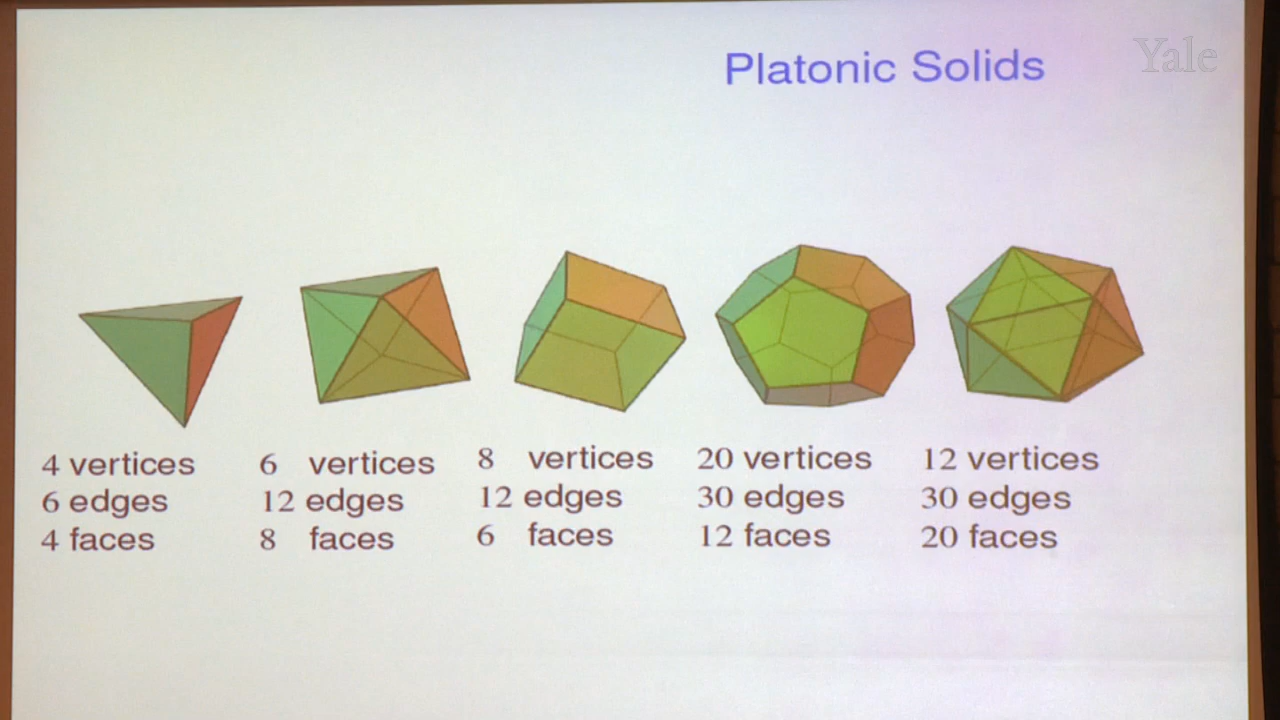 Platonic Solids
Yale
4 vertices
6 edges
4 faces
6 vertices
12 edges
8 faces
8 vertices
12 edges
6 faces
20 vertices
30 edges
12 faces
12 vertices
30 edges
20 faces